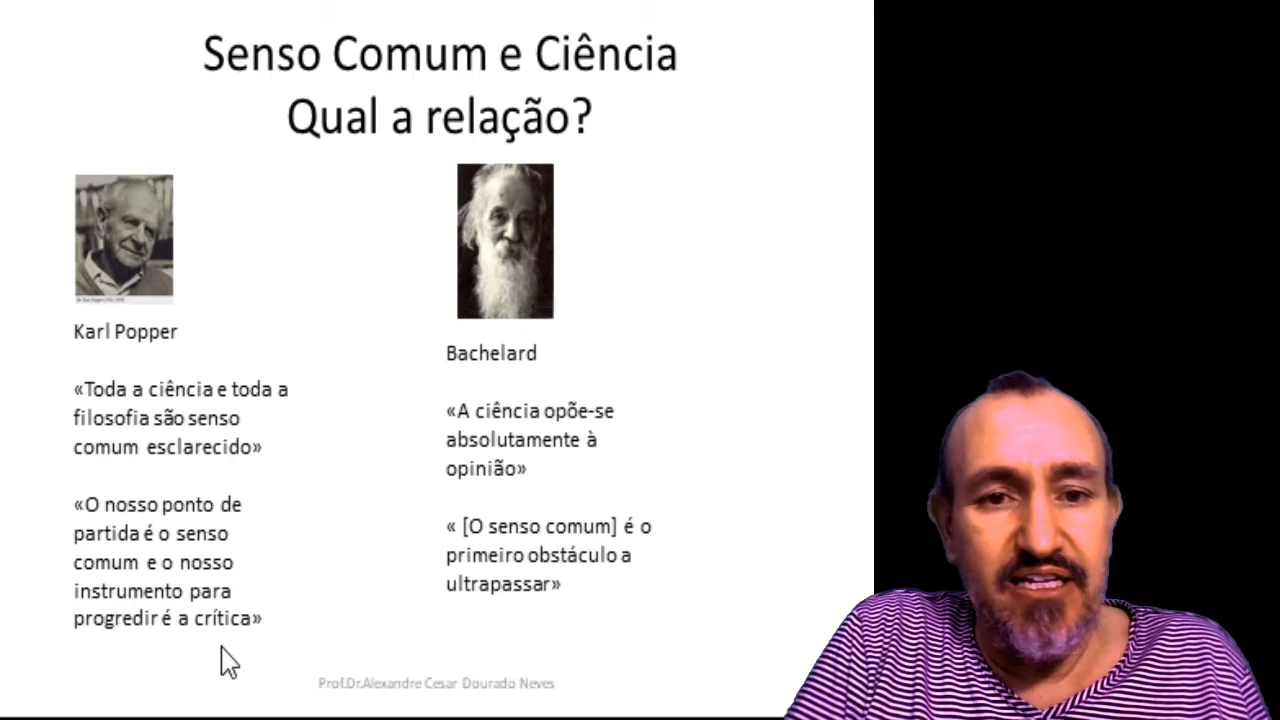 Senso Comum e Ciência
Qual a relação?
Karl Popper
«Toda a ciência e toda a
filosofia são senso
comum esclarecido»
«O nosso ponto de
partida é o senso
comum e o nosso
instrumento para
progredir é a crítica»
Bachelard
«A ciência opõe-se
absolutamente à
opinião»
« [O senso comum] é o
primeiro obstáculo a
ultrapassar»
Prof.Dr.Alexandre Cesar Dourado Neves